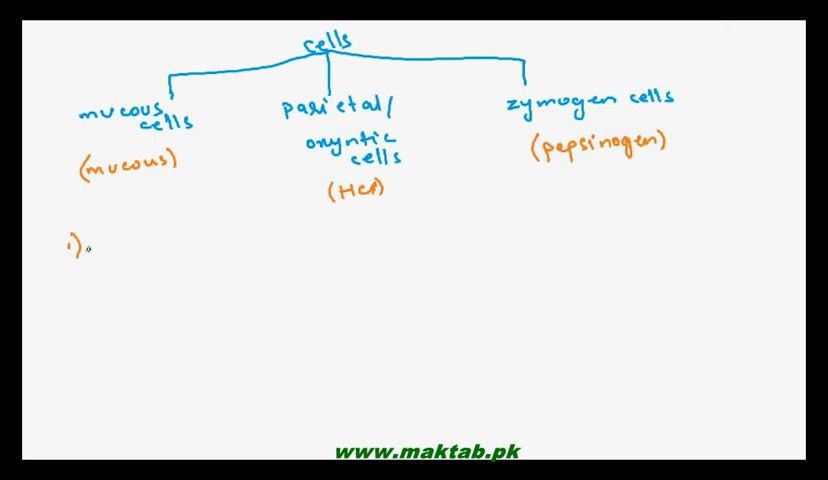 cells
mucous
cells
(mucous)
parietal/
oxyntic
cells
(HCl)
zymogen cells
(pepsinogen)
1)
www.maktab.pk